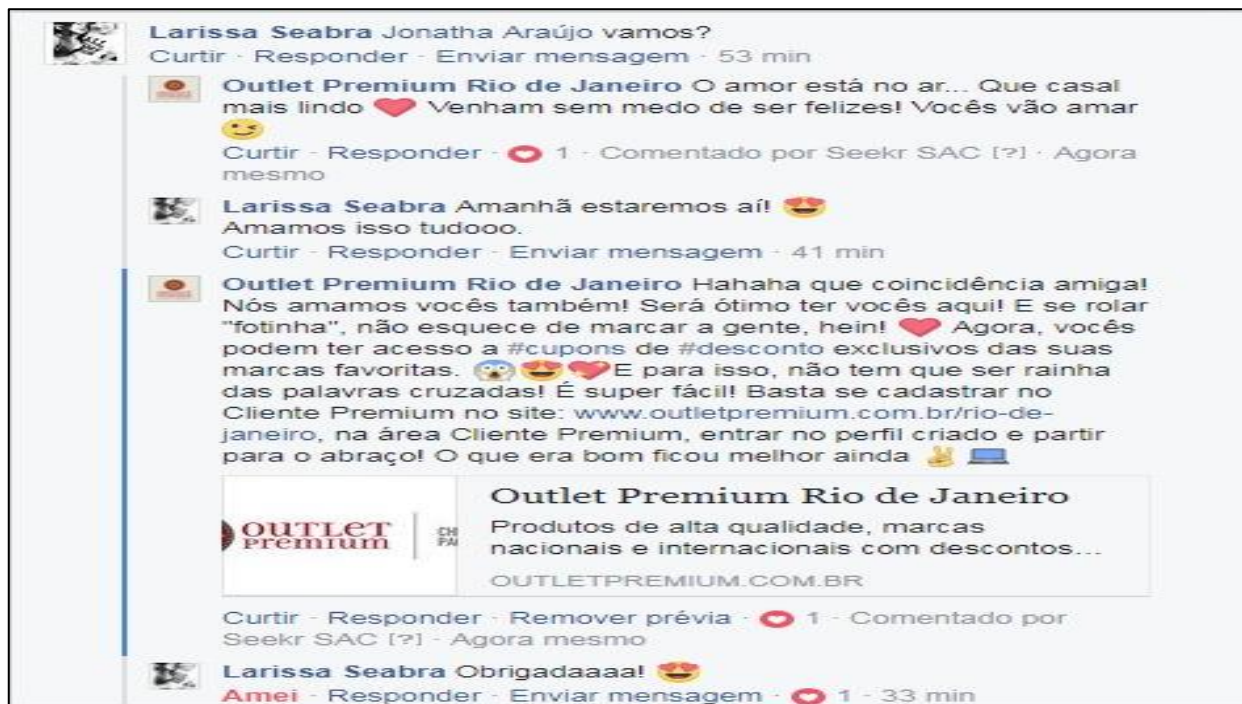 Larissa Seabra Jonatha Araújo vamos?
Curtir · Responder · Enviar mensagem · 53 min
Outlet Premium Rio de Janeiro O amor está no ar... Que casal
mais lindo ❤️ Venham sem medo de ser felizes! Vocês vão amar
😉
Curtir · Responder · 1 · Comentado por Seekr SAC [?] · Agora
mesmo
Larissa Seabra Amanhã estaremos aí! 😍
Amamos isso tudooo.
Curtir · Responder · Enviar mensagem · 41 min
Outlet Premium Rio de Janeiro Hahaha que coincidência amiga!
Nós amamos vocês também! Será ótimo ter vocês aqui! E se rolar
"fotinha", não esquece de marcar a gente, hein! ❤️ Agora, vocês
podem ter acesso a #cupons de #desconto exclusivos das suas
marcas favoritas. 😱😍💖E para isso, não tem que ser rainha
das palavras cruzadas! É super fácil! Basta se cadastrar no
Cliente Premium no site: www.outletpremium.com.br/rio-de-
janeiro, na área Cliente Premium, entrar no perfil criado e partir
para o abraço! O que era bom ficou melhor ainda ✌️ 💻
OUTLET
PREMIUM
CH
PA
Outlet Premium Rio de Janeiro
Produtos de alta qualidade, marcas
nacionais e internacionais com descontos...
OUTLETPREMIUM.COM.BR
Curtir · Responder · Remover prévia · 1 · Comentado por
Seekr SAC [?] · Agora mesmo
Larissa Seabra Obrigadaaaa! 😍
Amei · Responder · Enviar mensagem · 1 · 33 min